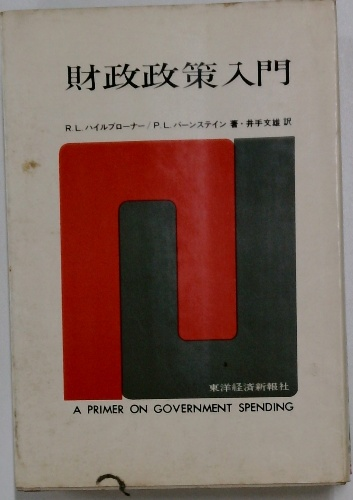 財政政策入門
R.L.ハイルブローナー/P.L.バーンステイン 著・井手文雄 訳
東洋経済新報社
A PRIMER ON GOVERNMENT SPENDING